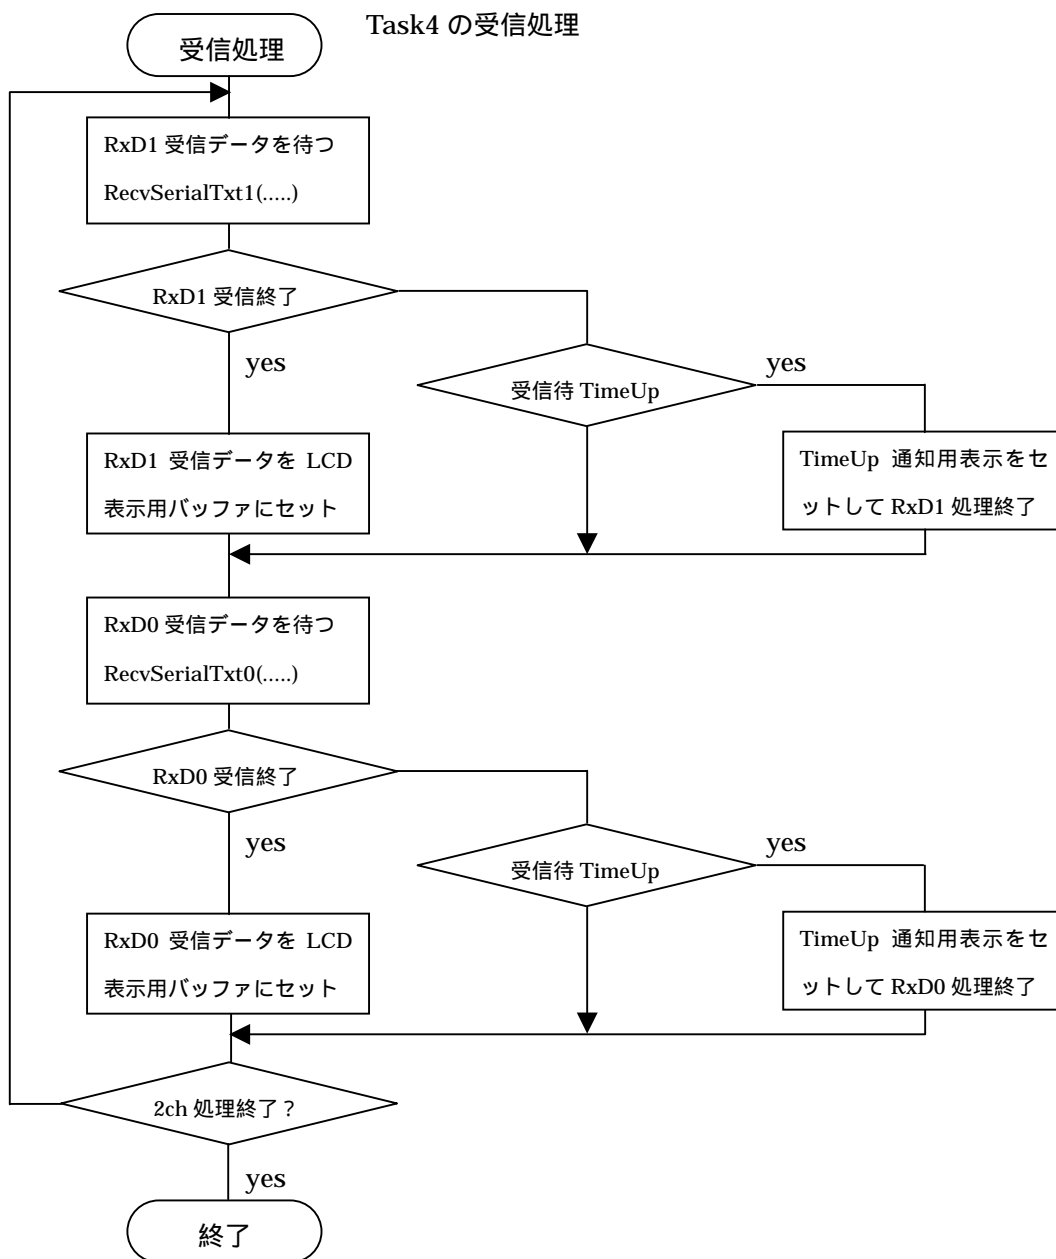 Task4 の受信処理
受信処理
RxD1 受信データを待つ
RecvSerialTxt1(.....)
RxD1 受信終了
yes
受信待 TimeUp
yes
RxD1 受信データを LCD
表示用バッファにセット
TimeUp 通知用表示をセ
ットして RxD1 処理終了
RxD0 受信データを待つ
RecvSerialTxt0(.....)
RxD0 受信終了
yes
受信待 TimeUp
yes
RxD0 受信データを LCD
表示用バッファにセット
TimeUp 通知用表示をセ
ットして RxD0 処理終了
2ch 処理終了？
yes
終了